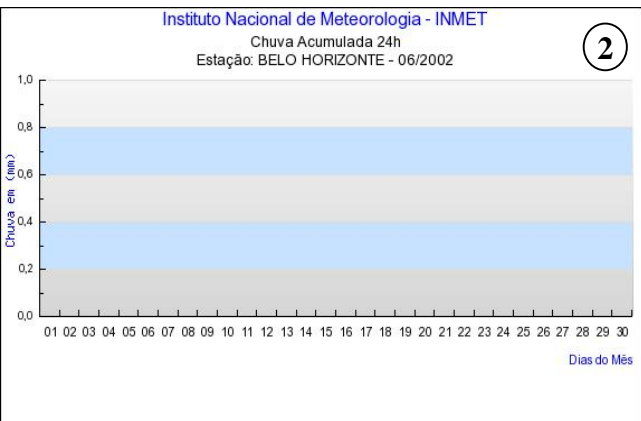 Instituto Nacional de Meteorologia - INMET
Chuva Acumulada 24h
Estação: BELO HORIZONTE - 06/2002
2
1,0
0,8
0,6
0,4
0,2
0,0
Chuva em (mm)
01 02 03 04 05 06 07 08 09 10 11 12 13 14 15 16 17 18 19 20 21 22 23 24 25 26 27 28 29 30
Dias do Mês